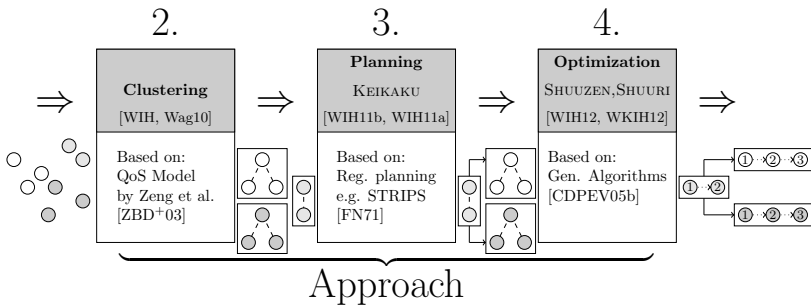 2.
3.
4.
⇒
Clustering
[WIH, Wag10]
Based on:
QoS Model
by Zeng et al.
[ZBD+03]
⇒
Planning
KEIKAKU
[WIH11b, WIH11a]
Based on:
Reg. planning
e.g. STRIPS
[FN71]
⇒
Optimization
SHUUZEN,SHUURI
[WIH12, WKIH12]
Based on:
Gen. Algorithms
[CDPEV05b]
⇒
1 2
1 2 3
1 2 3
Approach